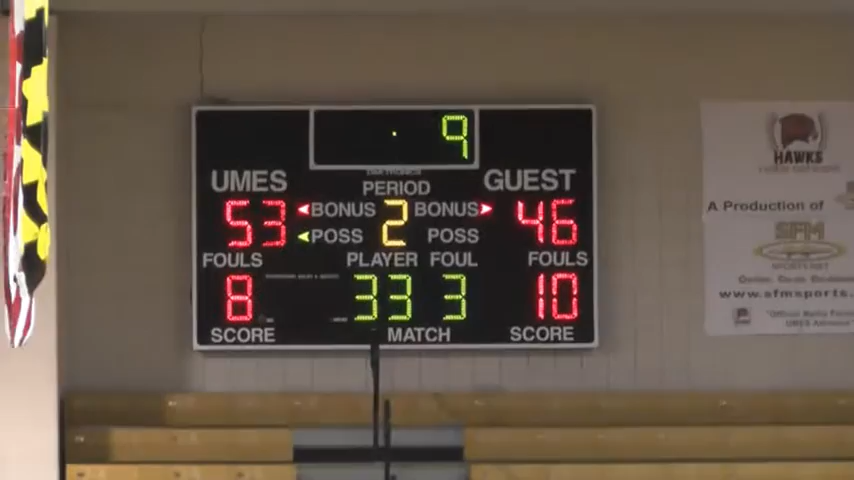 .9
UMES
GUEST
DAKTRONICS
PERIOD
53 BONUS 2 BONUS 46
POSS POSS
FOULS PLAYER FOUL FOULS
8 33 3 10
SCORE MATCH SCORE
HAWKS
A Production of
SFM
www.sfmsports.